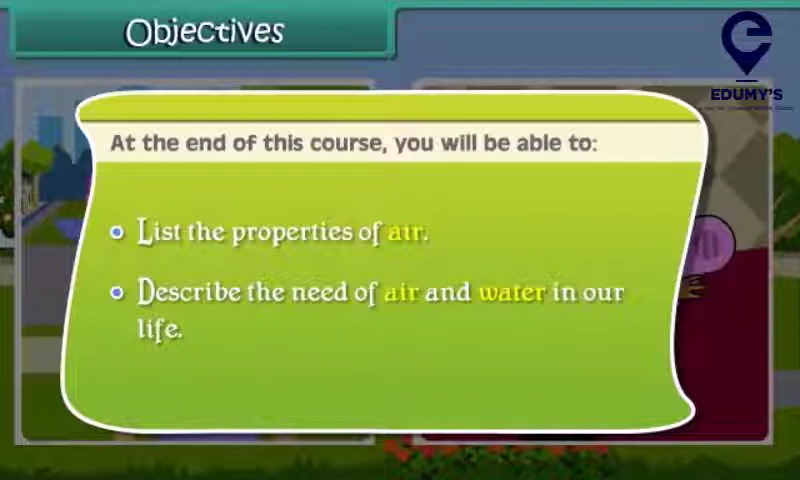 Objectives
EDUMY'S
At the end of this course, you will be able to:
List the properties of air.
Describe the need of air and water in our
life.